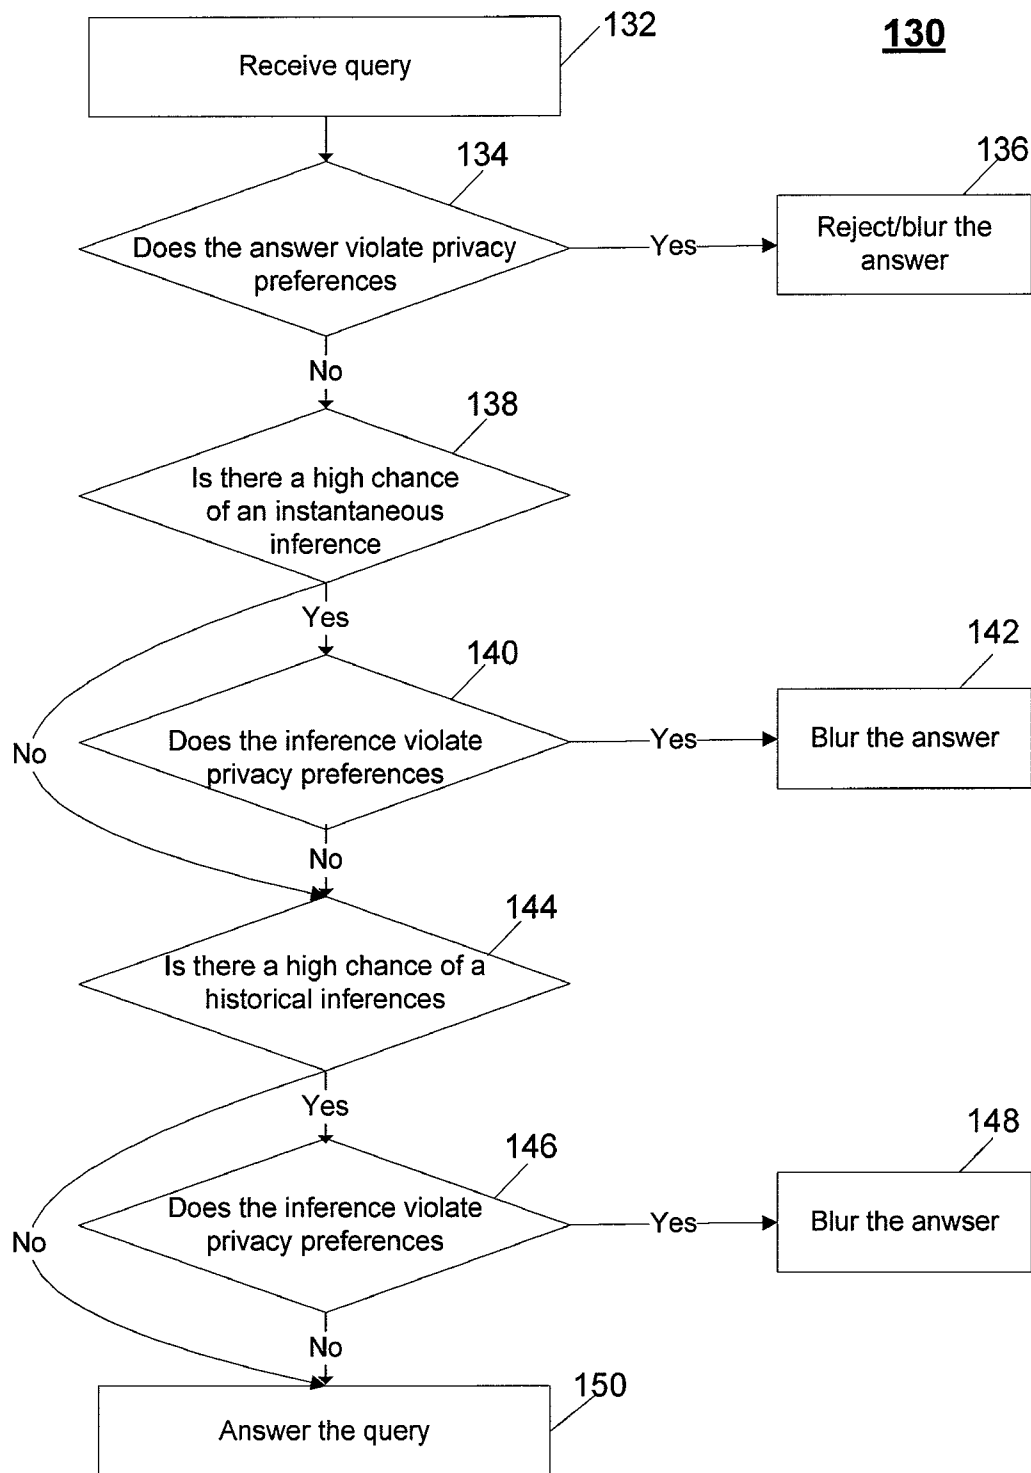 130
132
Receive query
134
Does the answer violate privacy
preferences
Yes
136
Reject/blur the
answer
No
138
Is there a high chance
of an instantaneous
inference
Yes
No
140
Does the inference violate
privacy preferences
Yes
142
Blur the answer
No
144
Is there a high chance of a
historical inferences
Yes
No
146
Does the inference violate
privacy preferences
Yes
148
Blur the anwser
No
150
Answer the query